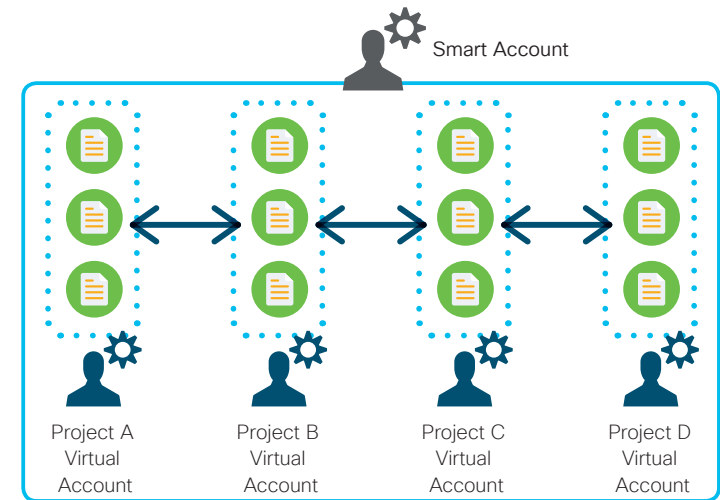 Smart Account
Project A
Virtual
Account
Project B
Virtual
Account
Project C
Virtual
Account
Project D
Virtual
Account